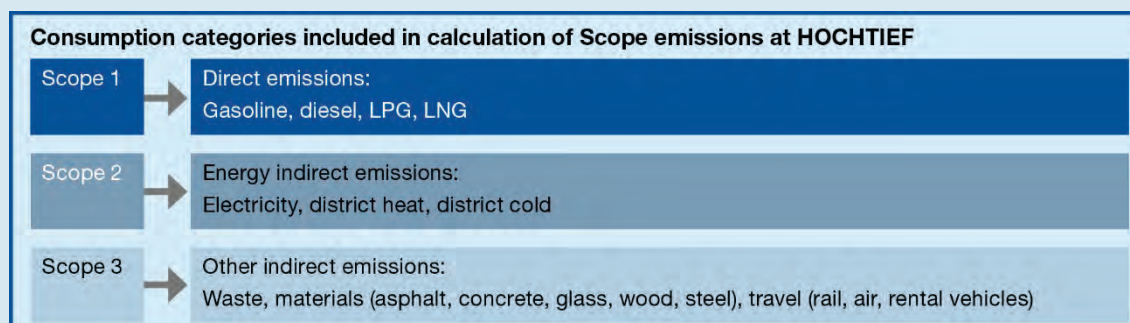 Consumption categories included in calculation of Scope emissions at HOCHTIEF
Scope 1
Direct emissions:
Gasoline, diesel, LPG, LNG
Scope 2
Energy indirect emissions:
Electricity, district heat, district cold
Scope 3
Other indirect emissions:
Waste, materials (asphalt, concrete, glass, wood, steel), travel (rail, air, rental vehicles)